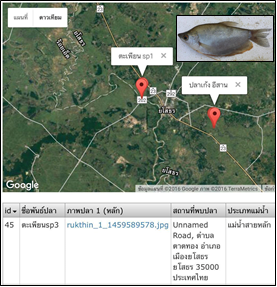 แผนที่ ดาวเทียม
ตะเพียน sp1
ปลาเก๋ง อีสาน
ยโสธร
23
Google
ข้อมูลแผนที่ ©2016 Google ภาพ ©2016 TerraMetrics
id ชื่อพันธ์ปลา ภาพปลา 1 (หลัก) สถานที่พบปลา ประเภทแม่น้ำ
45 ตะเพียนsp3 rukthin_1_1459589578.jpg Unnamed แม่น้ำสายหลัก
Road, ตำบล
ตาดทอง อำเภอ
เมืองยโสธร
ยโสธร 35000
ประเทศไทย